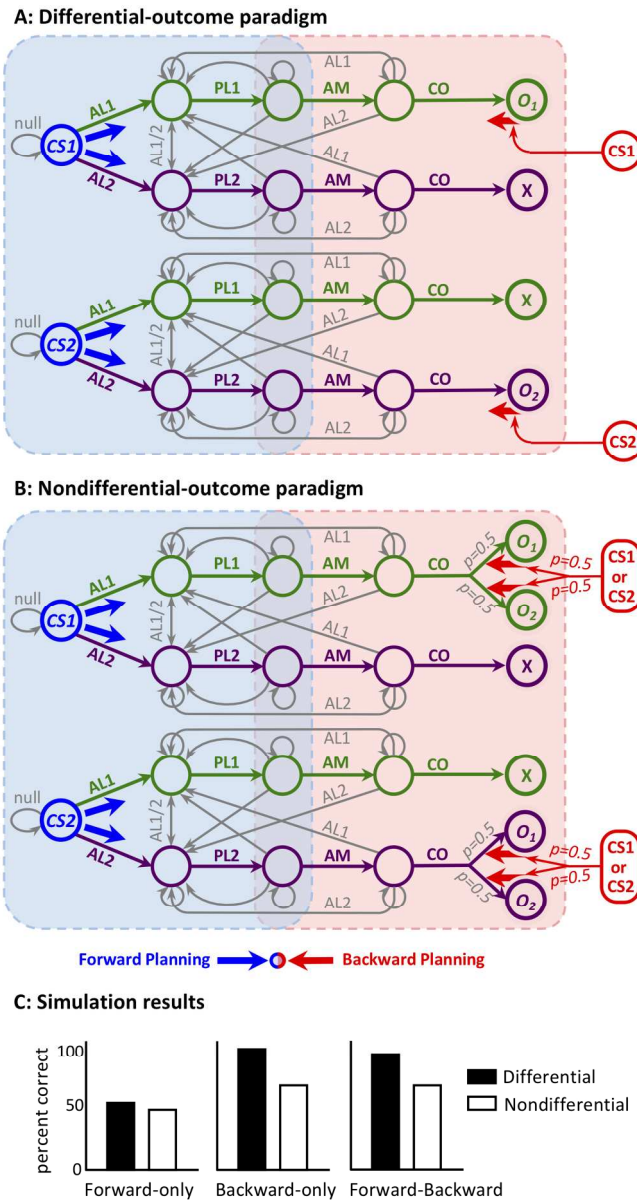 A: Differential-outcome paradigm
AL1
null
AL1
PL1
AM
CO
O1
CS1
AL1/2
AL2
AL1
CS1
AL2
PL2
AM
CO
X
AL2
AL1
null
AL1
PL1
AM
CO
X
CS2
AL1/2
AL2
AL1
AL2
PL2
AM
CO
O2
AL2
CS2
B: Nondifferential-outcome paradigm
AL1
null
AL1
PL1
AM
CO
p=0.5
O1
p=0.5
CS1
or
CS2
CS1
AL1/2
AL2
p=0.5
O2
p=0.5
AL1
AL2
PL2
AM
CO
X
AL2
AL1
null
AL1
PL1
AM
CO
X
CS2
AL1/2
AL2
AL1
p=0.5
O1
p=0.5
CS1
or
CS2
AL2
PL2
AM
CO
p=0.5
O2
p=0.5
AL2
Forward Planning
Backward Planning
C: Simulation results
percent correct
100
50
0
Differential
Nondifferential
Forward-only
Backward-only
Forward-Backward